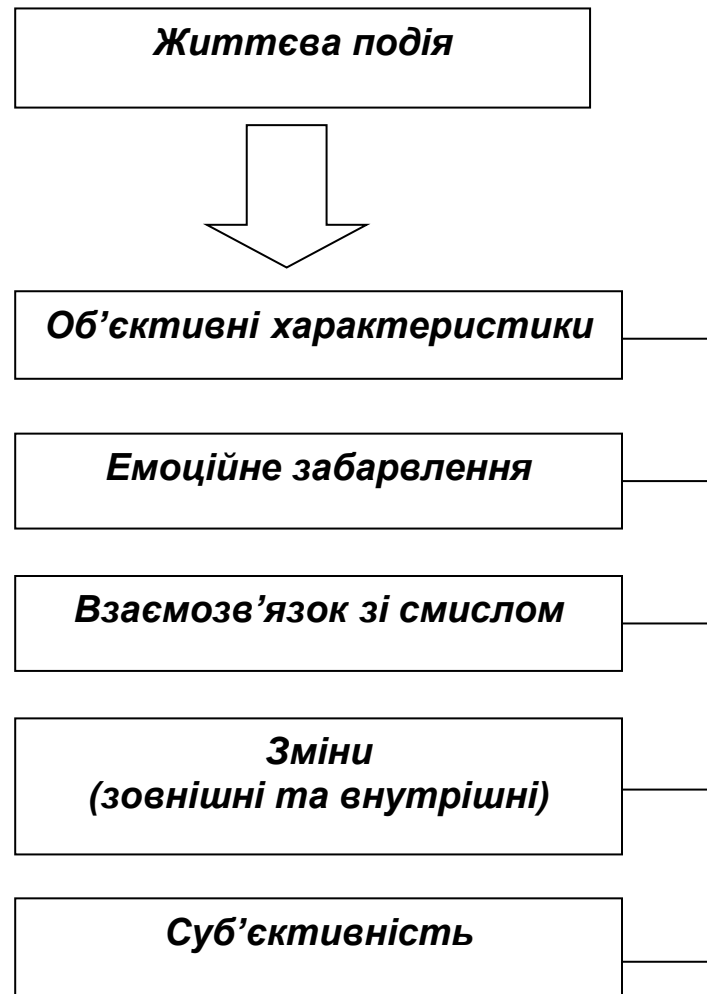 Життєва подія
Об’єктивні характеристики
Емоційне забарвлення
Взаємозв’язок зі смислом
Зміни
(зовнішні та внутрішні)
Суб’єктивність